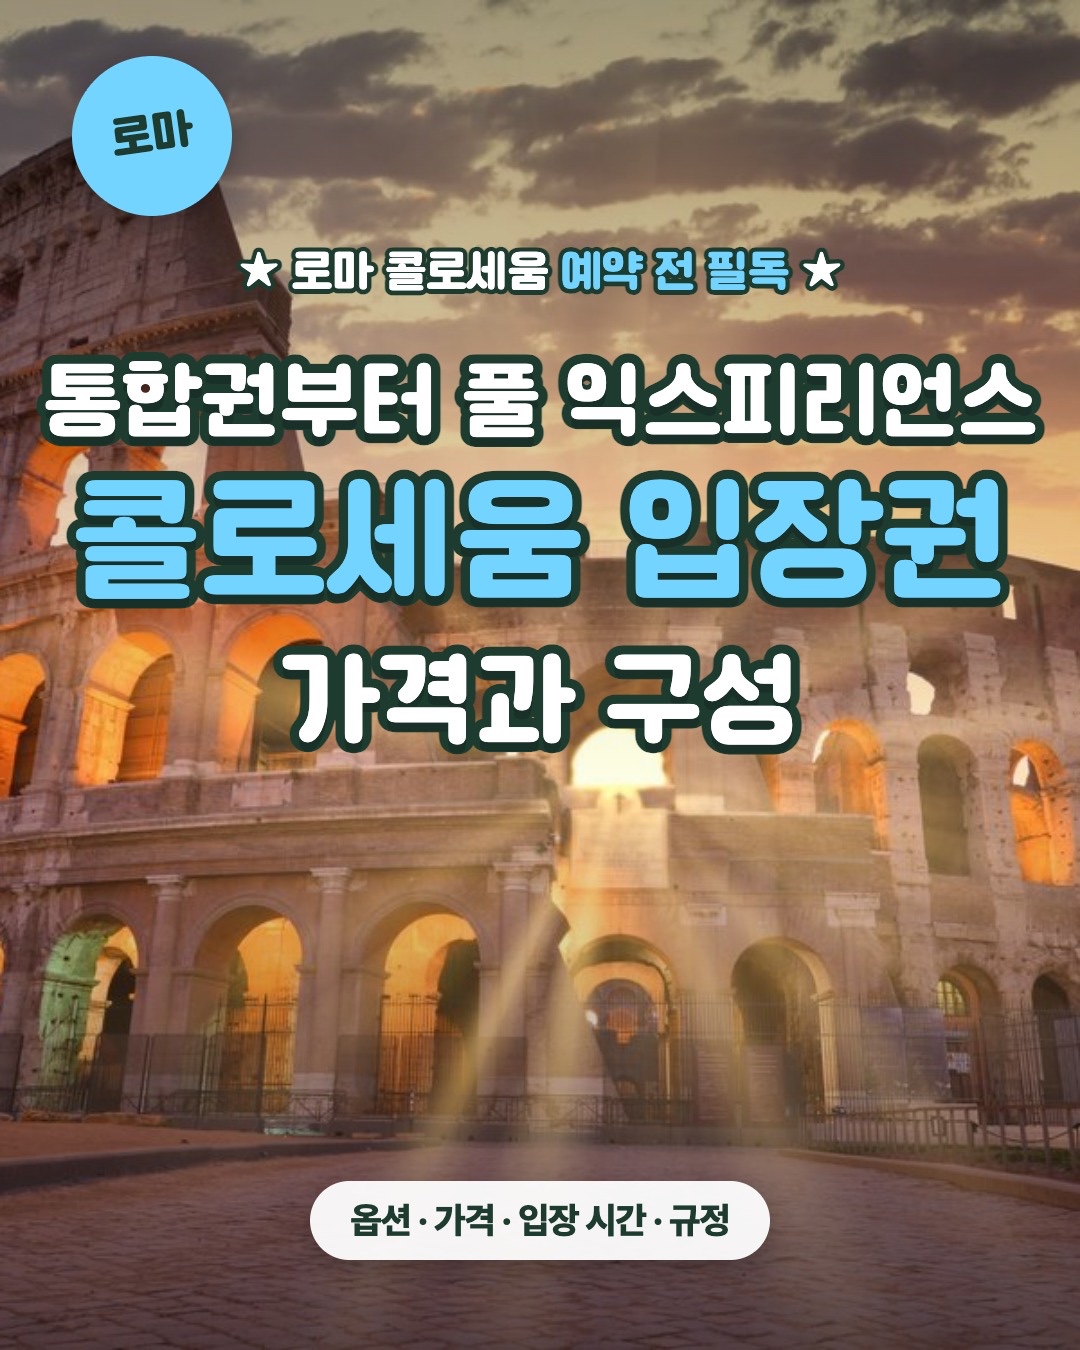 로마
★ 로마 콜로세움 예약 전 필독 ★
통합권부터 풀 익스피리언스
콜로세움 입장권
가격과 구성
옵션 · 가격 · 입장 시간 · 규정